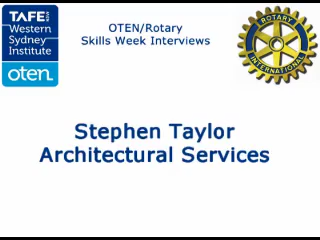 TAFE NSW
Western
Sydney
Institute
oten
OTEN/Rotary
Skills Week Interviews
ROTARY
INTERNATIONAL
Stephen Taylor
Architectural Services